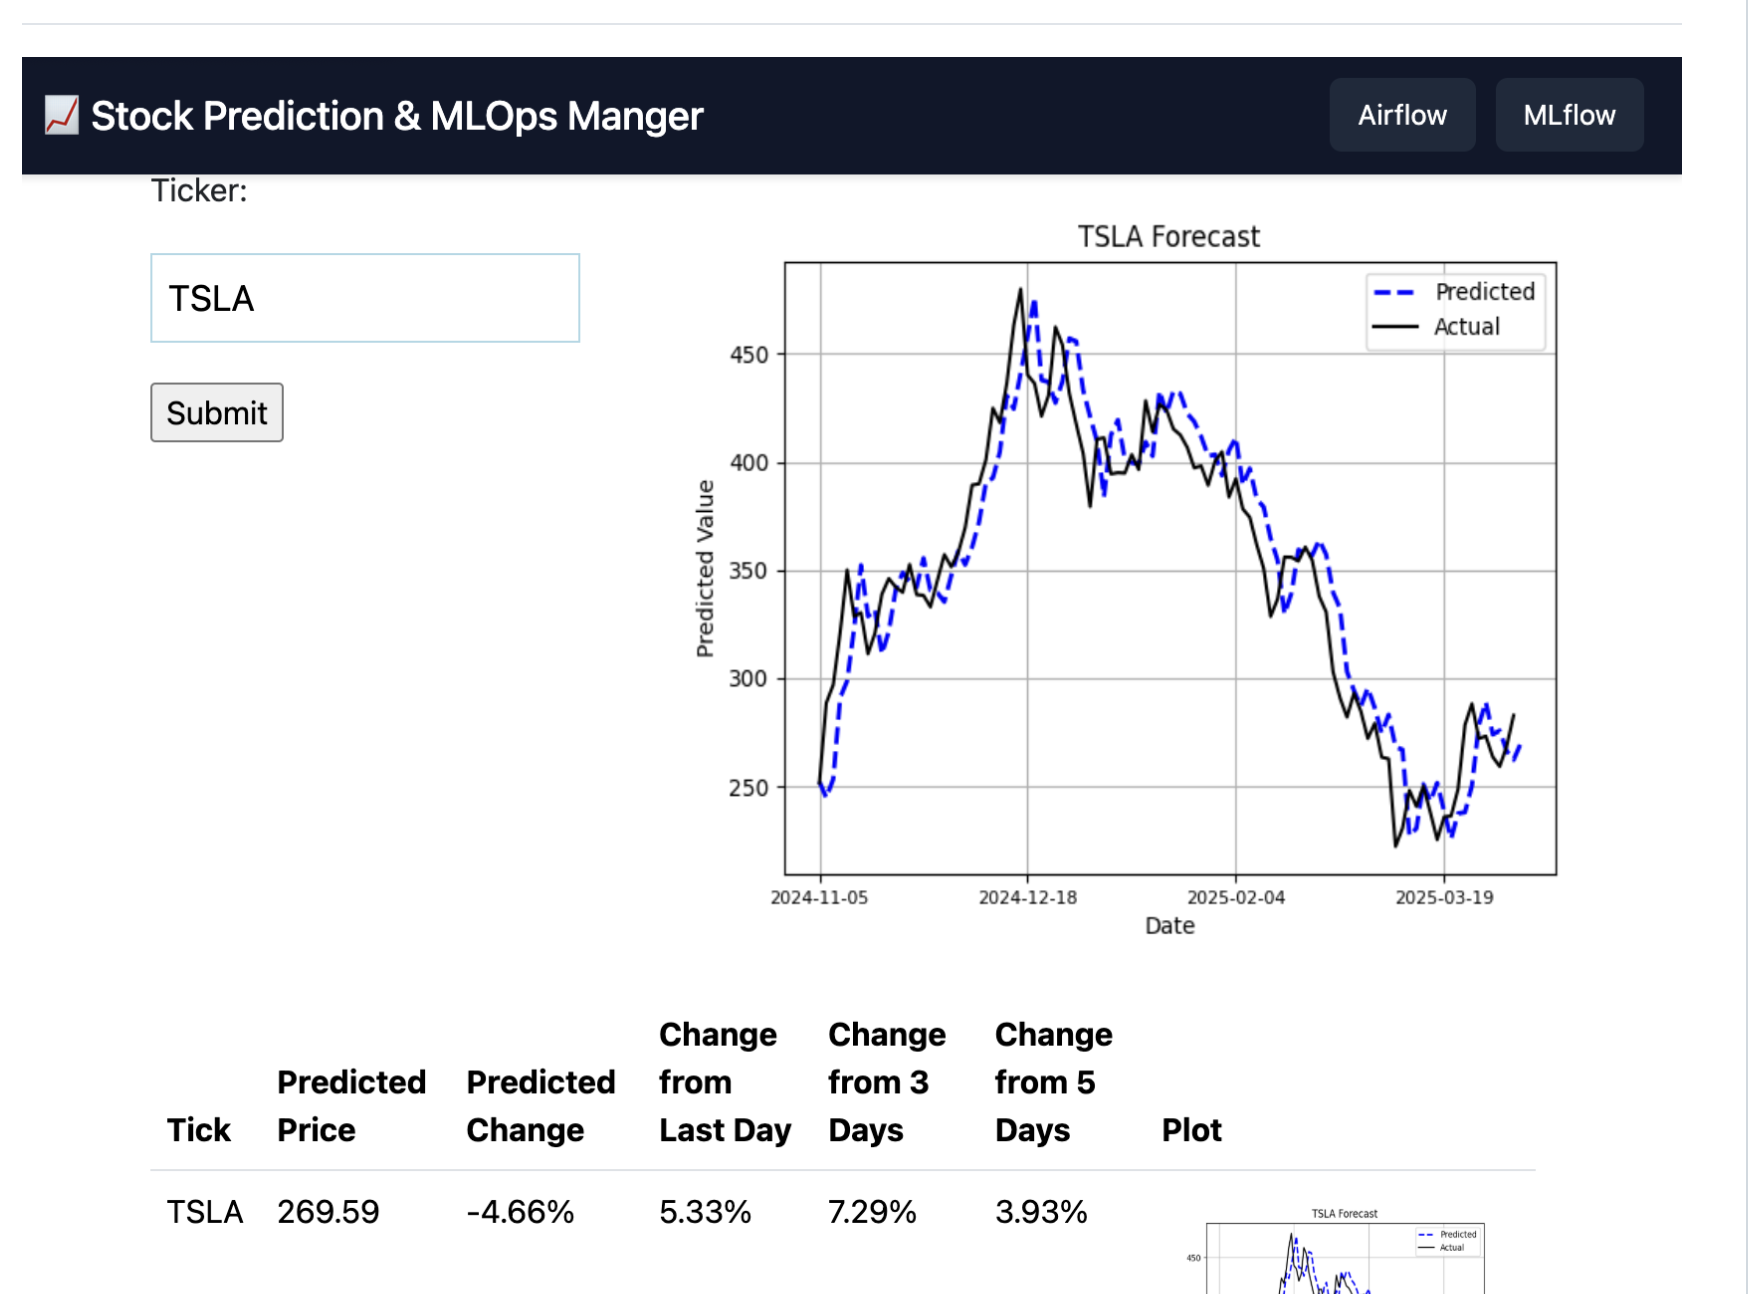 📈 Stock Prediction & MLOps Manger
Airflow
MLflow
Ticker:
TSLA
Submit
TSLA Forecast
Predicted
Actual
450
400
350
300
250
Predicted Value
2024-11-05
2024-12-18
2025-02-04
2025-03-19
Date
Tick
Predicted
Price
Predicted
Change
Change
from
Last Day
Change
from 3
Days
Change
from 5
Days
Plot
TSLA
269.59
-4.66%
5.33%
7.29%
3.93%
TSLA Forecast
Predicted
Actual
450